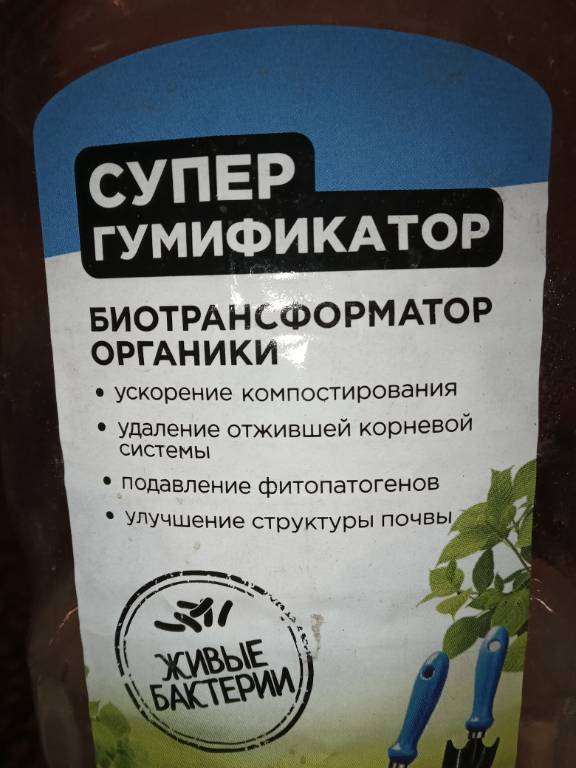 СУПЕР
ГУМИФИКАТОР
БИОТРАНСФОРМАТОР
ОРГАНИКИ
• ускорение компостирования
• удаление отжившей корневой
системы
• подавление фитопатогенов
• улучшение структуры почвы
ЖИВЫЕ
БАКТЕРИИ